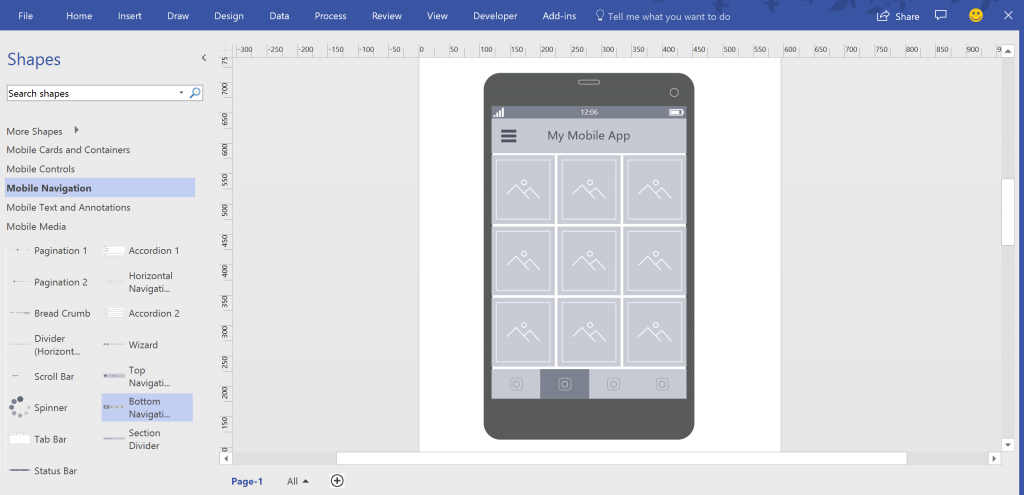 File Home Insert Draw Design Data Process Review View Developer Add-ins Tell me what you want to do Share
Shapes
Search shapes
More Shapes
Mobile Cards and Containers
Mobile Controls
Mobile Navigation
Mobile Text and Annotations
Mobile Media
Pagination 1 Accordion 1
Pagination 2 Horizontal Navigati...
Bread Crumb Accordion 2
Divider (Horizont... Wizard
Scroll Bar Top Navigati...
Spinner Bottom Navigati...
Tab Bar Section Divider
Status Bar
-300 -250 -200 -150 -100 -50 0 50 100 150 200 250 300 350 400 450 500 550 600 650 700 750 800 850 900 9
75
700
650
600
550
500
450
400
350
300
250
200
150
12:06
My Mobile App
Page-1 All